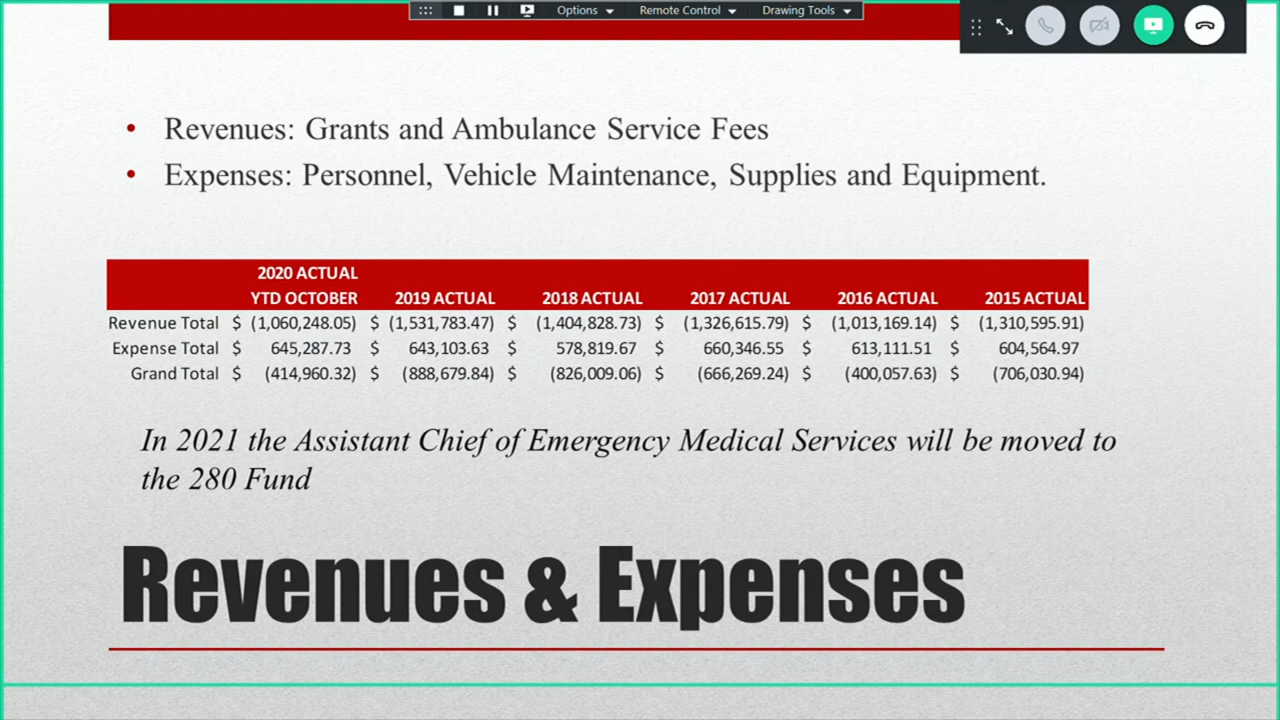 Options Remote Control Drawing Tools
• Revenues: Grants and Ambulance Service Fees
• Expenses: Personnel, Vehicle Maintenance, Supplies and Equipment.
2020 ACTUAL
YTD OCTOBER 2019 ACTUAL 2018 ACTUAL 2017 ACTUAL 2016 ACTUAL 2015 ACTUAL
Revenue Total $ (1,060,248.05) $ (1,531,783.47) $ (1,404,828.73) $ (1,326,615.79) $ (1,013,169.14) $ (1,310,595.91)
Expense Total $ 645,287.73 $ 643,103.63 $ 578,819.67 $ 660,346.55 $ 613,111.51 $ 604,564.97
Grand Total $ (414,960.32) $ (888,679.84) $ (826,009.06) $ (666,269.24) $ (400,057.63) $ (706,030.94)
In 2021 the Assistant Chief of Emergency Medical Services will be moved to
the 280 Fund
Revenues & Expenses